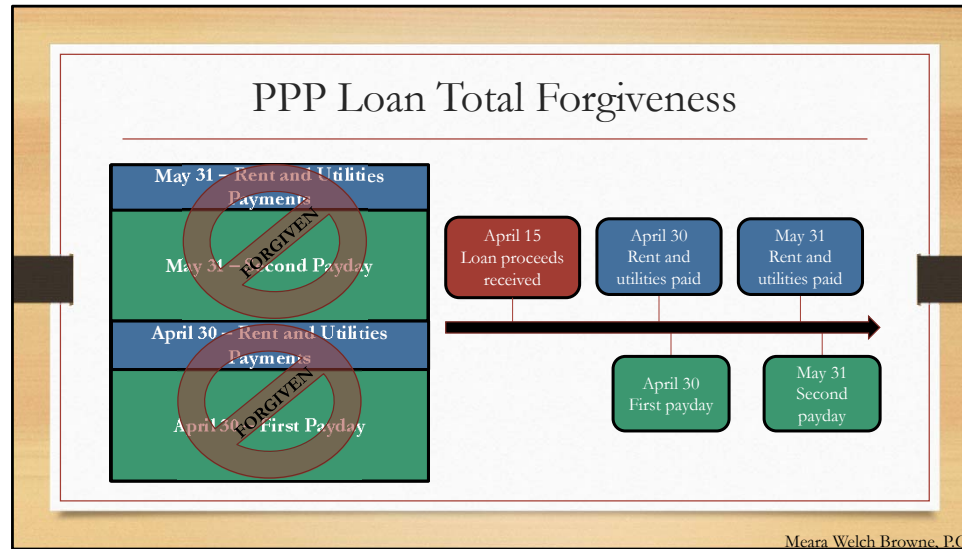 PPP Loan Total Forgiveness
May 31 – Rent and Utilities
Payments
FORGIVEN
May 31 – Second Payday
April 30 – Rent and Utilities
Payments
FORGIVEN
April 30 – First Payday
April 15
Loan proceeds
received
April 30
Rent and
utilities paid
May 31
Rent and
utilities paid
April 30
First payday
May 31
Second
payday
Meara Welch Browne, P.C